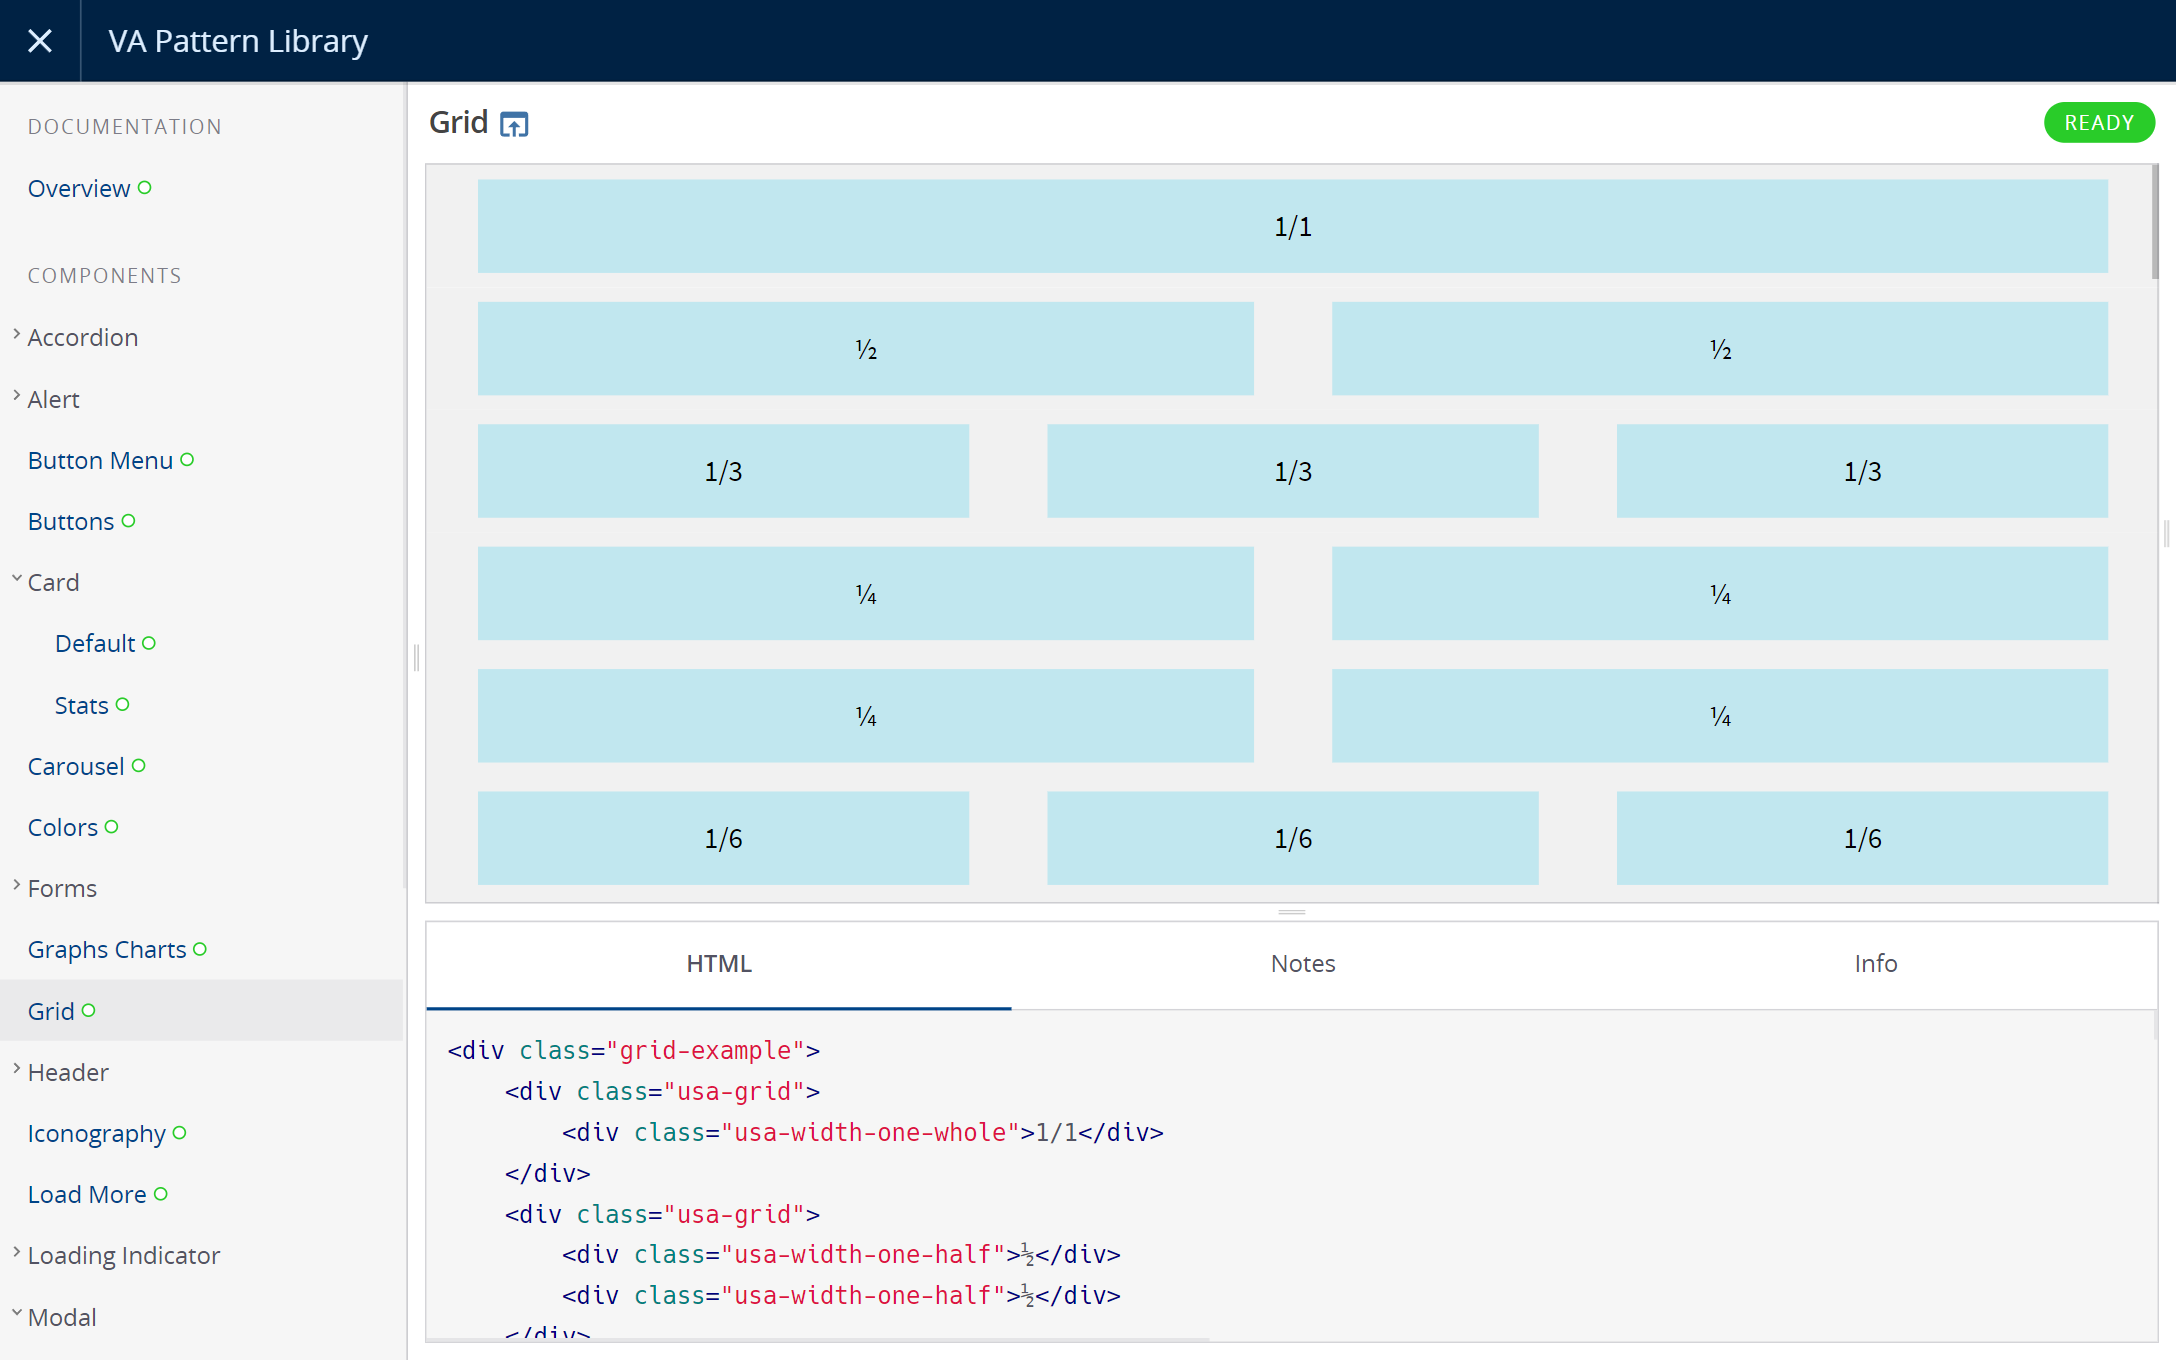 VA Pattern Library
DOCUMENTATION
Overview
COMPONENTS
Accordion
Alert
Button Menu
Buttons
Card
Default
Stats
Carousel
Colors
Forms
Graphs Charts
Grid
Header
Iconography
Load More
Loading Indicator
Modal
Grid
READY
1/1
½ ½
1/3 1/3 1/3
¼ ¼
¼ ¼
1/6 1/6 1/6
HTML Notes Info
<div class="grid-example">
<div class="usa-grid">
<div class="usa-width-one-whole">1/1</div>
</div>
<div class="usa-grid">
<div class="usa-width-one-half">½</div>
<div class="usa-width-one-half">½</div>
</div>